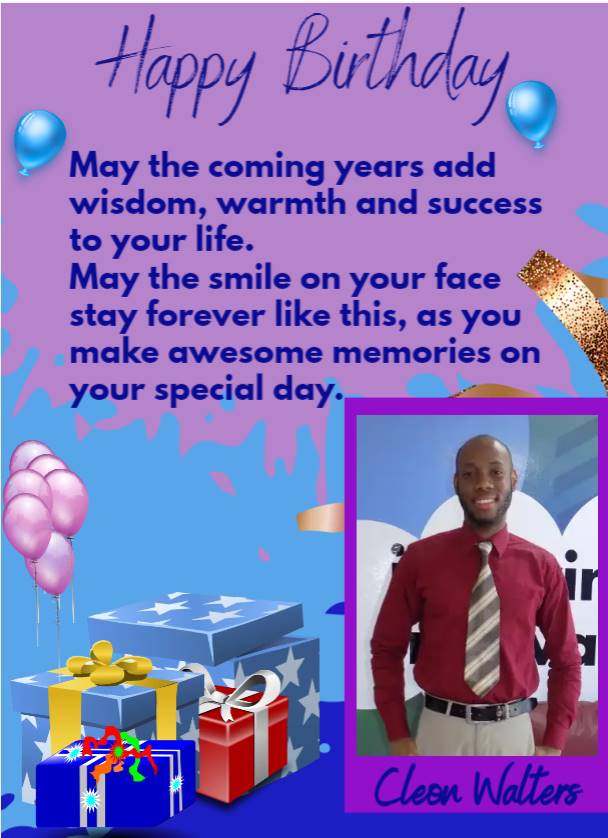 Happy Birthday
May the coming years add
wisdom, warmth and success
to your life.
May the smile on your face
stay forever like this, as you
make awesome memories on
your special day.
Cleon Walters